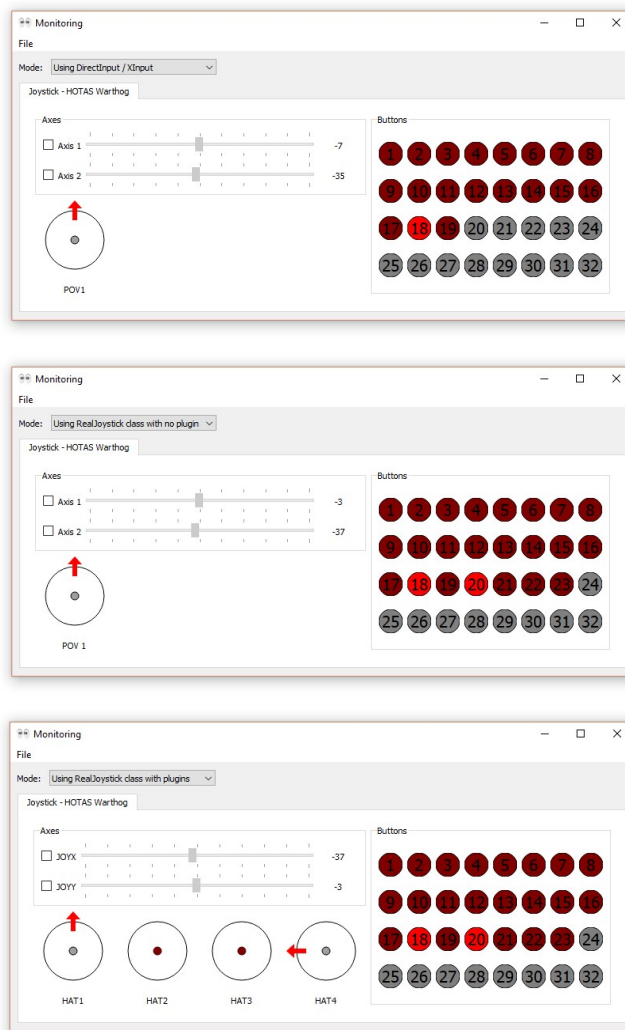 Monitoring
File
Mode: Using DirectInput / XInput
Joystick - HOTAS Warthog
Axes
Axis 1 -7
Axis 2 -35
POV1
Buttons
1 2 3 4 5 6 7 8
9 10 11 12 13 14 15 16
17 18 19 20 21 22 23 24
25 26 27 28 29 30 31 32
Monitoring
File
Mode: Using RealJoystick class with no plugin
Joystick - HOTAS Warthog
Axes
Axis 1 -3
Axis 2 -37
POV 1
Buttons
1 2 3 4 5 6 7 8
9 10 11 12 13 14 15 16
17 18 19 20 21 22 23 24
25 26 27 28 29 30 31 32
Monitoring
File
Mode: Using RealJoystick class with plugins
Joystick - HOTAS Warthog
Axes
JOYX -37
JOYY -3
HAT1 HAT2 HAT3 HAT4
Buttons
1 2 3 4 5 6 7 8
9 10 11 12 13 14 15 16
17 18 19 20 21 22 23 24
25 26 27 28 29 30 31 32